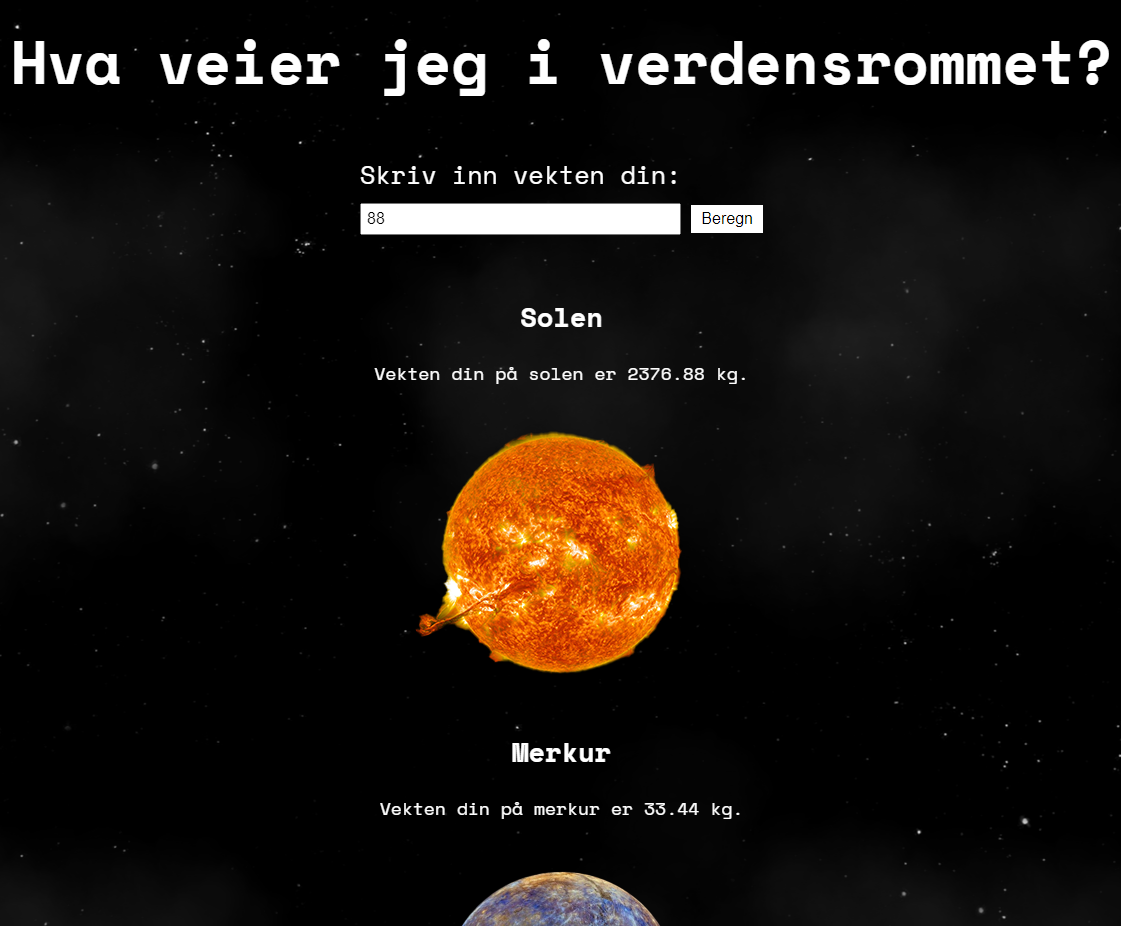 Hva veier jeg i verdensrommet?
Skriv inn vekten din:
88
Beregn
Solen
Vekten din på solen er 2376.88 kg.
Merkur
Vekten din på merkur er 33.44 kg.